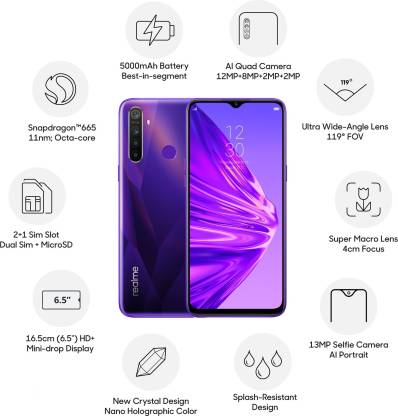 5000mAh Battery
Best-in-segment
AI Quad Camera
12MP+8MP+2MP+2MP
119°
Snapdragon™665
11nm; Octa-core
Ultra Wide-Angle Lens
119° FOV
12
30
2+1 Sim Slot
Dual Sim + MicroSD
Super Macro Lens
4cm Focus
realme
6.5"
16.5cm (6.5") HD+
Mini-drop Display
13MP Selfie Camera
AI Portrait
New Crystal Design
Nano Holographic Color
Splash-Resistant
Design